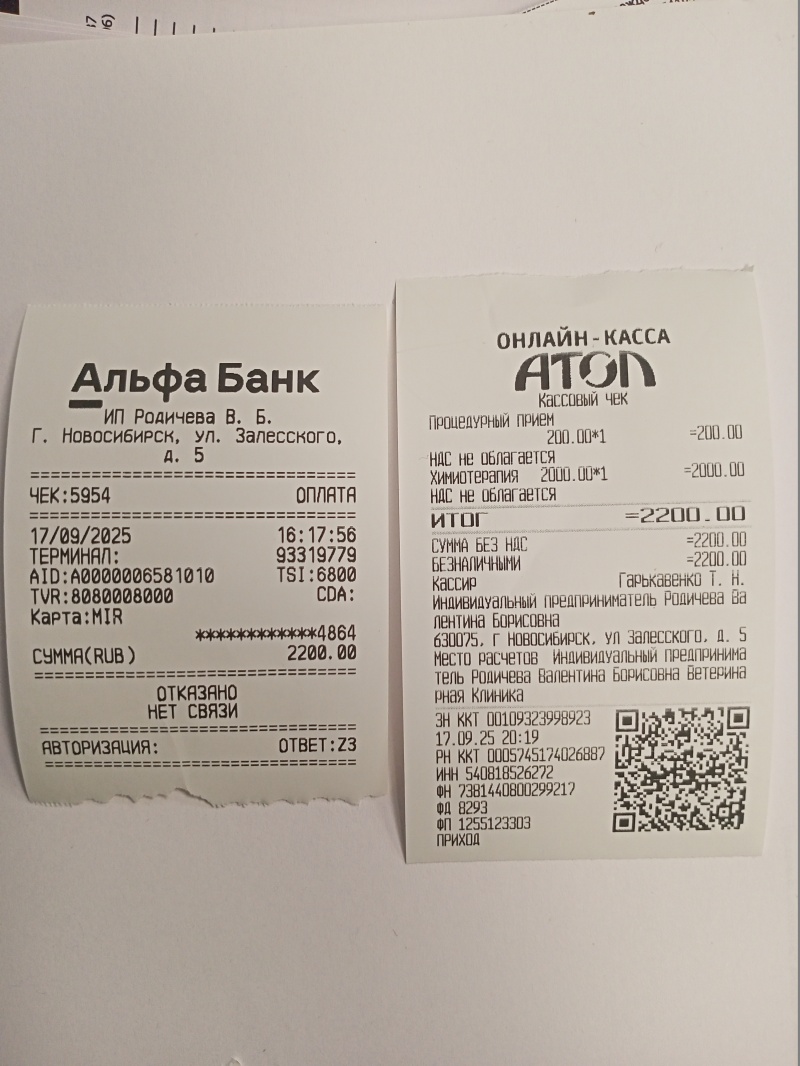 Альфа Банк
ИП Родичева В. Б.
Г. Новосибирск, ул. Залесского,
д. 5
================================
ЧЕК:5954 ОПЛАТА
================================
17/09/2025 16:17:56
ТЕРМИНАЛ: 93319779
AID:A0000006581010 TSI:6800
TVR:8080008000 CDA:
Карта:MIR
************4864
СУММА(RUB) 2200.00
================================
ОТКАЗАНО
НЕТ СВЯЗИ
================================
АВТОРИЗАЦИЯ: ОТВЕТ:Z3
================================
ОНЛАЙН-КАССА
АТОЛ
Кассовый чек
Процедурный прием
200.00*1 =200.00
НДС не облагается
Химиотерапия 2000.00*1 =2000.00
НДС не облагается
ИТОГ =2200.00
СУММА БЕЗ НДС =2200.00
БЕЗНАЛИЧНЫМИ =2200.00
Кассир Гарькавенко Т. Н.
Индивидуальный предприниматель Родичева Ва
лентина Борисовна
630075, г Новосибирск, ул Залесского, д. 5
Место расчетов Индивидуальный предпринима
тель Родичева Валентина Борисовна Ветерина
рная Клиника
ЗН ККТ 00109323998923
17.09.25 20:19
РН ККТ 0005745174026887
ИНН 540818526272
ФН 7381440800299217
ФД 8293
ФП 1255123303
ПРИХОД